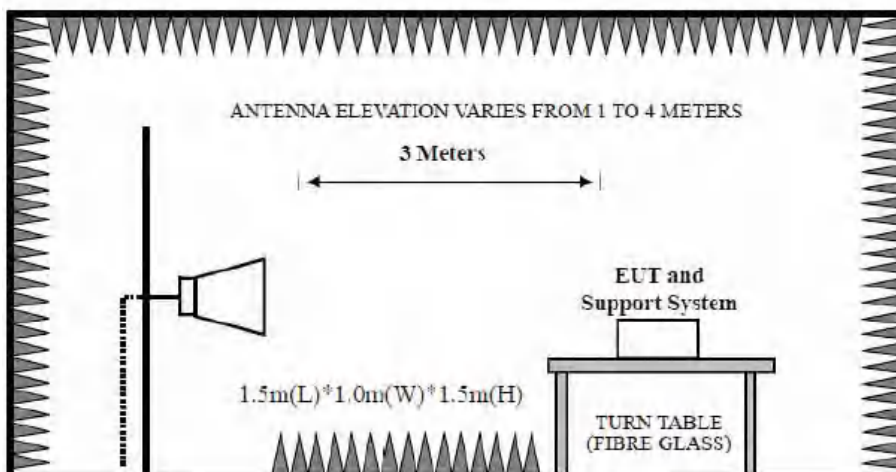 ANTENNA ELEVATION VARIES FROM 1 TO 4 METERS
3 Meters
EUT and
Support System
1.5m(L)*1.0m(W)*1.5m(H)
TURN TABLE
(FIBRE GLASS)